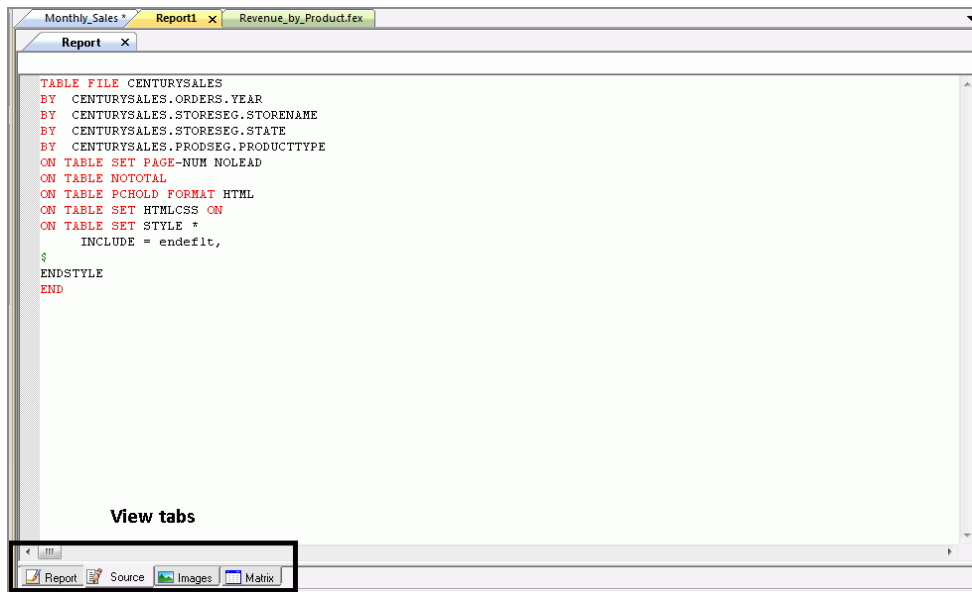 Monthly_Sales * Report1 x Revenue_by_Product.fex
Report x
TABLE FILE CENTURYSALES
BY CENTURYSALES.ORDERS.YEAR
BY CENTURYSALES.STORESEG.STORENAME
BY CENTURYSALES.STORESEG.STATE
BY CENTURYSALES.PRODSEG.PRODUCTTYPE
ON TABLE SET PAGE-NUM NOLEAD
ON TABLE NOTOTAL
ON TABLE PCHOLD FORMAT HTML
ON TABLE SET HTMLCSS ON
ON TABLE SET STYLE *
INCLUDE = endeflt,
$
ENDSTYLE
END
View tabs
Report Source Images Matrix